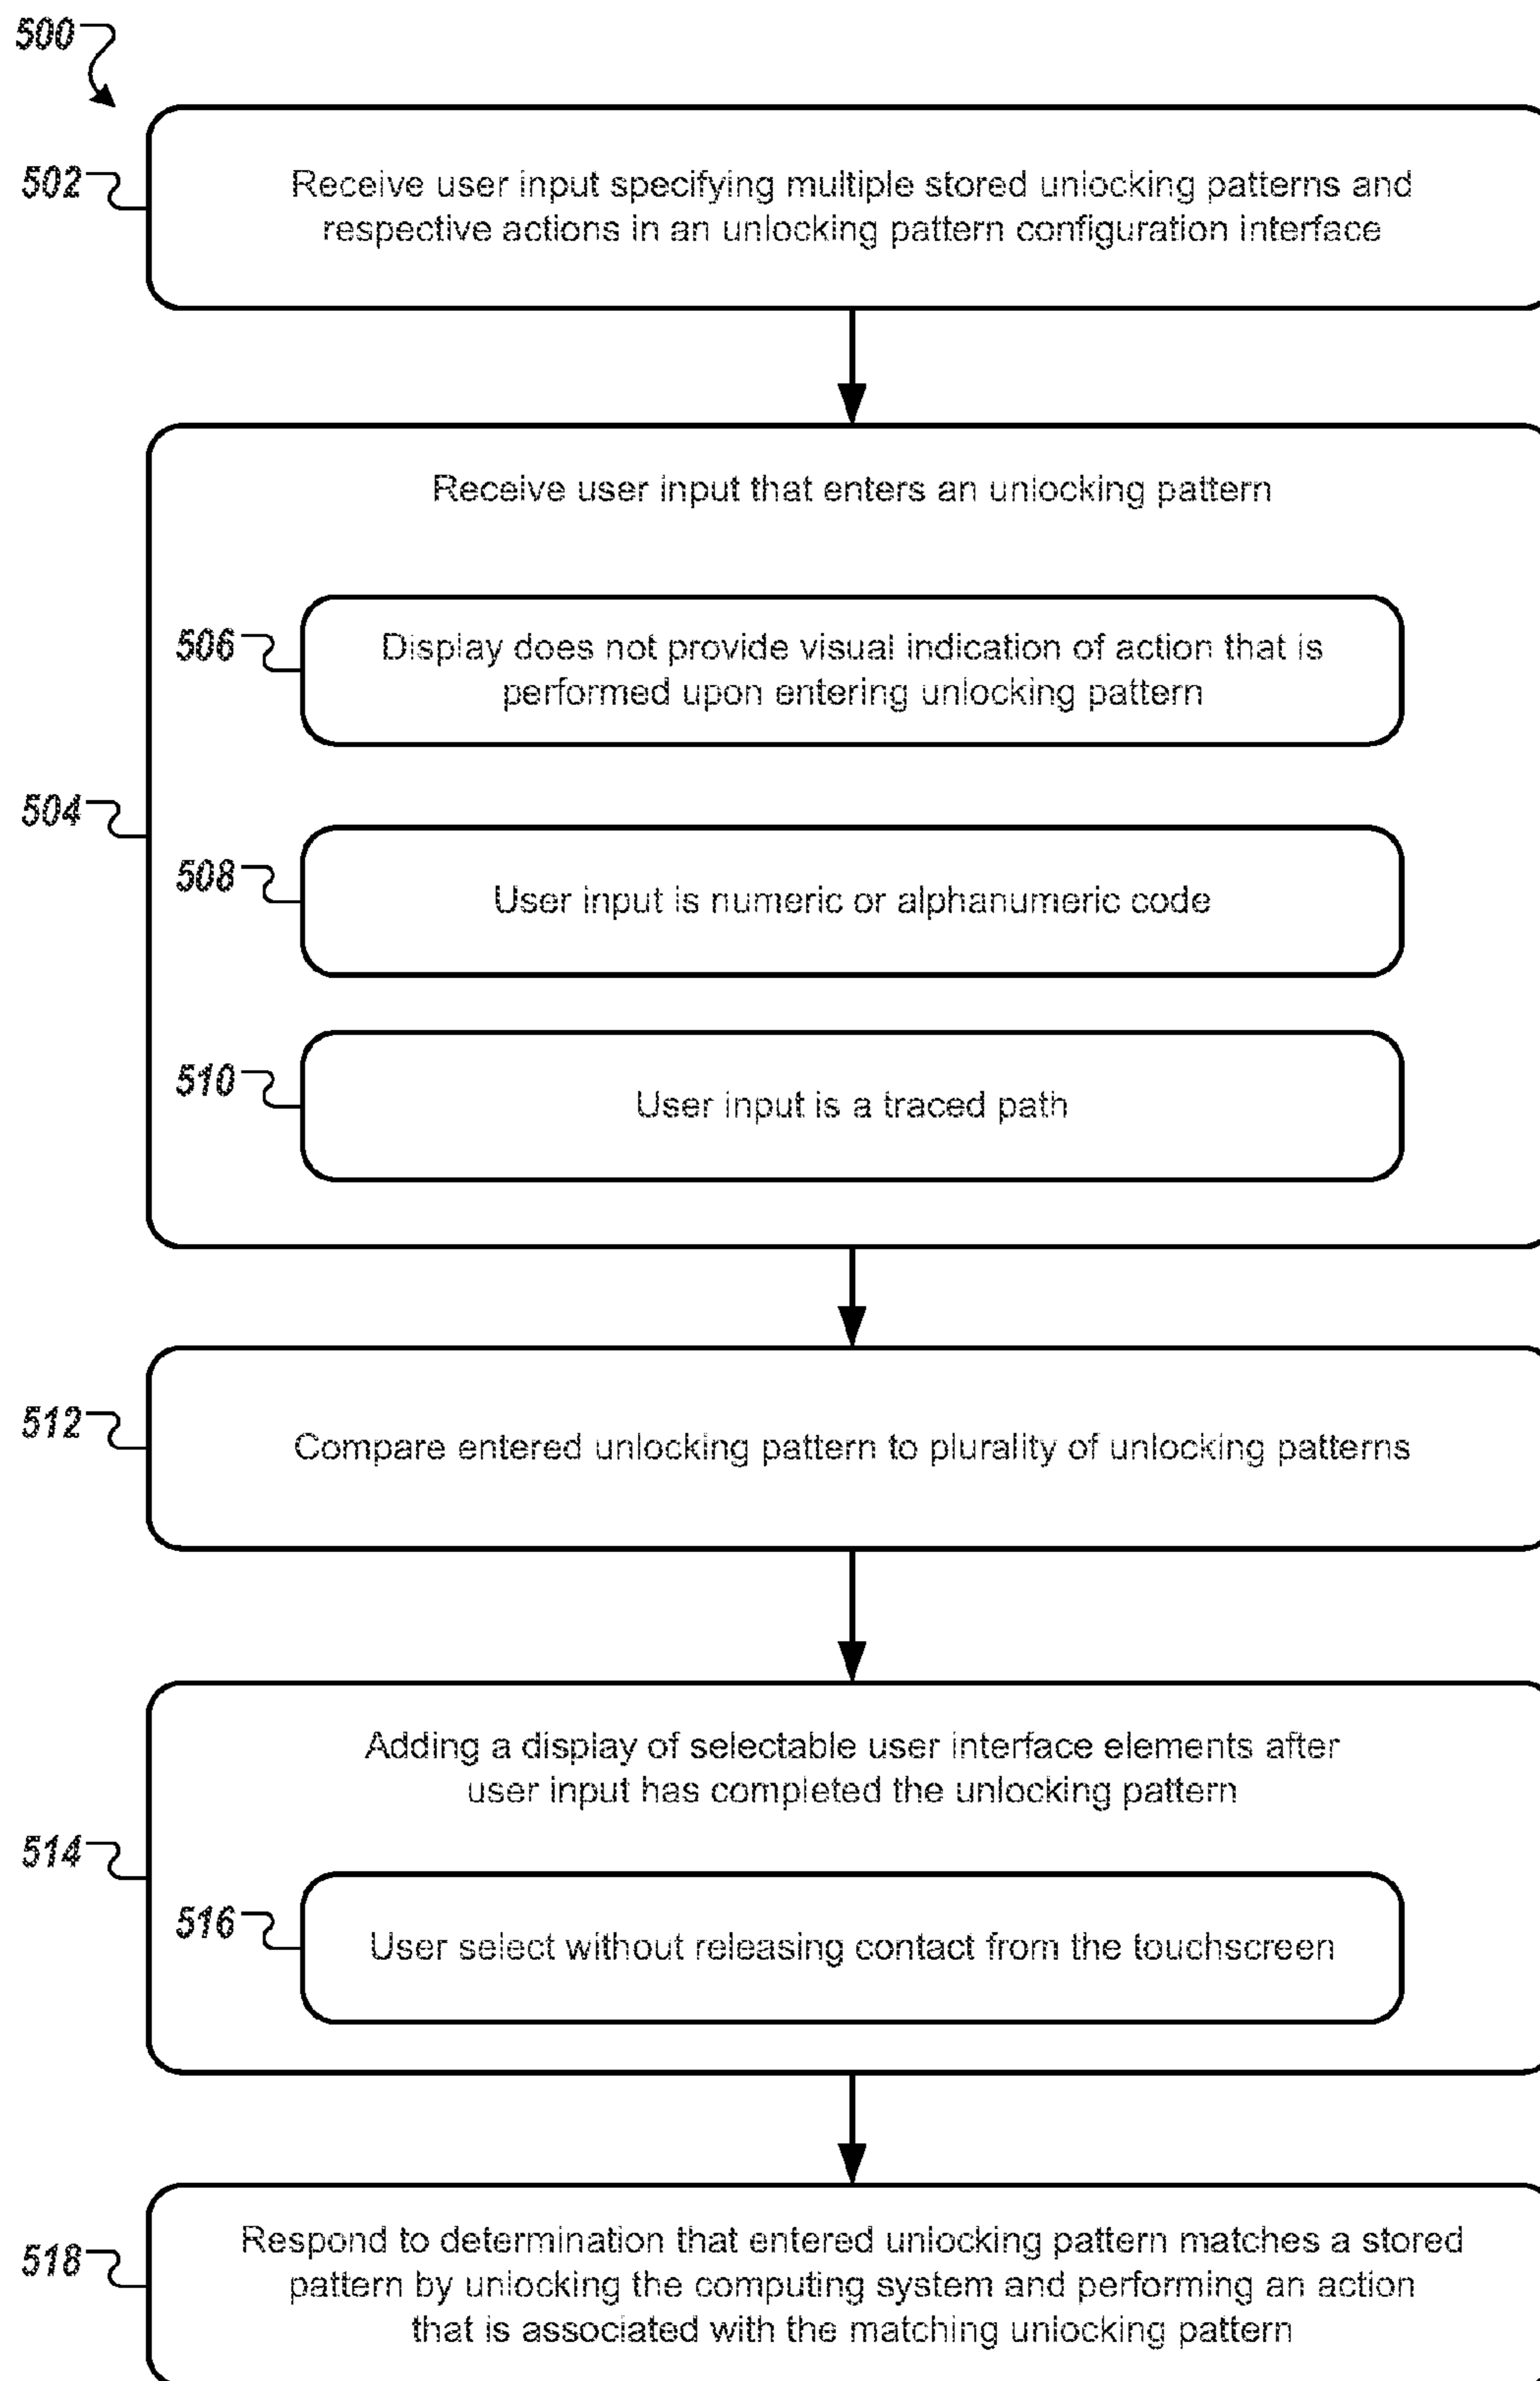 500
502
Receive user input specifying multiple stored unlocking patterns and
respective actions in an unlocking pattern configuration interface
Receive user input that enters an unlocking pattern
506
Display does not provide visual indication of action that is
performed upon entering unlocking pattern
504
508
User input is numeric or alphanumeric code
510
User input is a traced path
512
Compare entered unlocking pattern to plurality of unlocking patterns
Adding a display of selectable user interface elements after
user input has completed the unlocking pattern
514
516
User select without releasing contact from the touchscreen
518
Respond to determination that entered unlocking pattern matches a stored
pattern by unlocking the computing system and performing an action
that is associated with the matching unlocking pattern